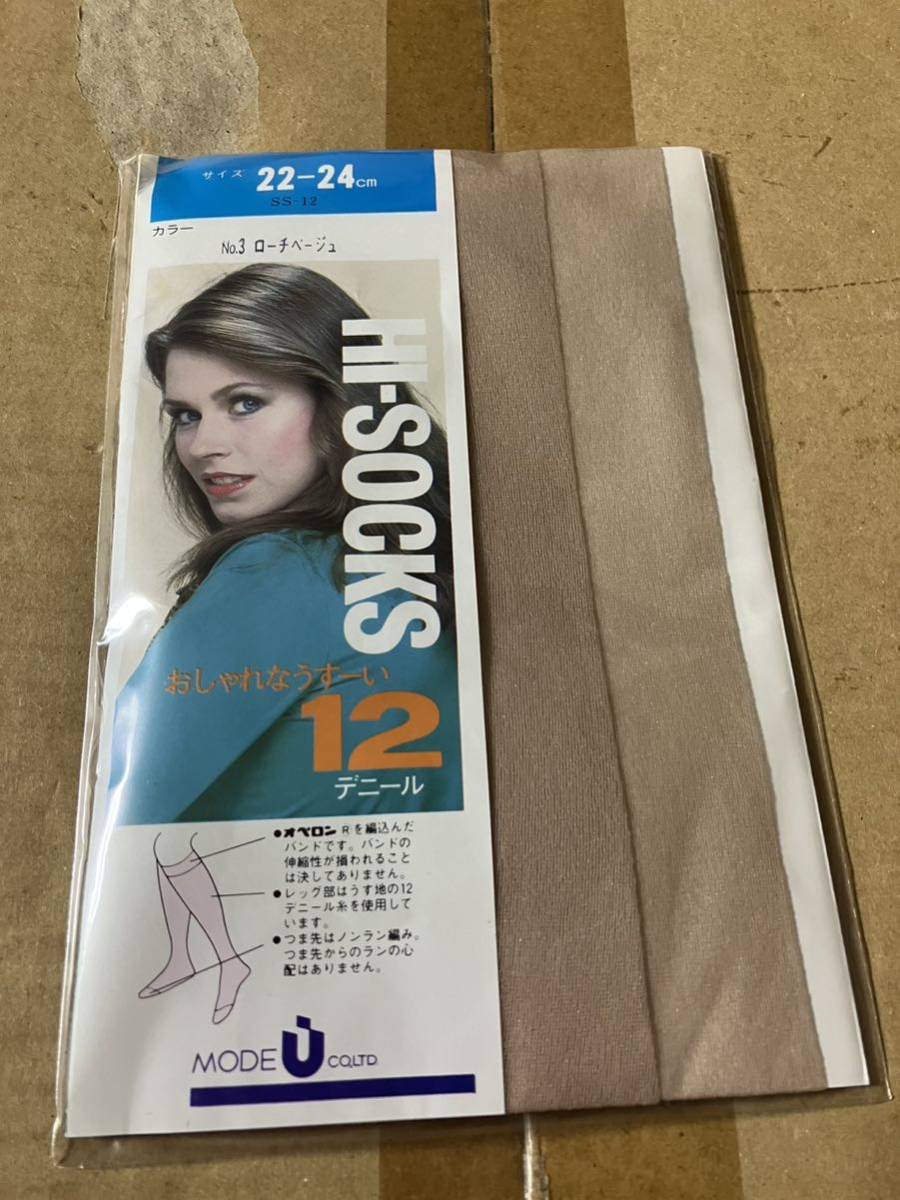 サイズ 22-24cm
SS-12
カラー
No.3 ローチベージュ
HI-SOCKS
おしゃれなうすーい
12
デニール
●オペロン Rを編込んだ
バンドです。バンドの
伸縮性が損われること
は決してありません。
●レッグ部はうす地の12
デニール糸を使用して
います。
●つま先はノンラン編み。
つま先からのランの心
配はありません。
MODE U CO.,LTD